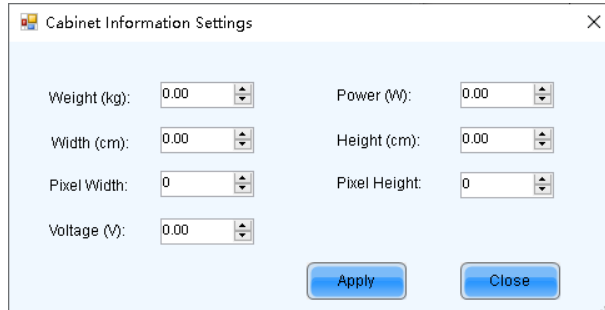 Cabinet Information Settings
Weight (kg): 0.00 Power (W): 0.00
Width (cm): 0.00 Height (cm): 0.00
Pixel Width: 0 Pixel Height: 0
Voltage (V): 0.00
Apply Close